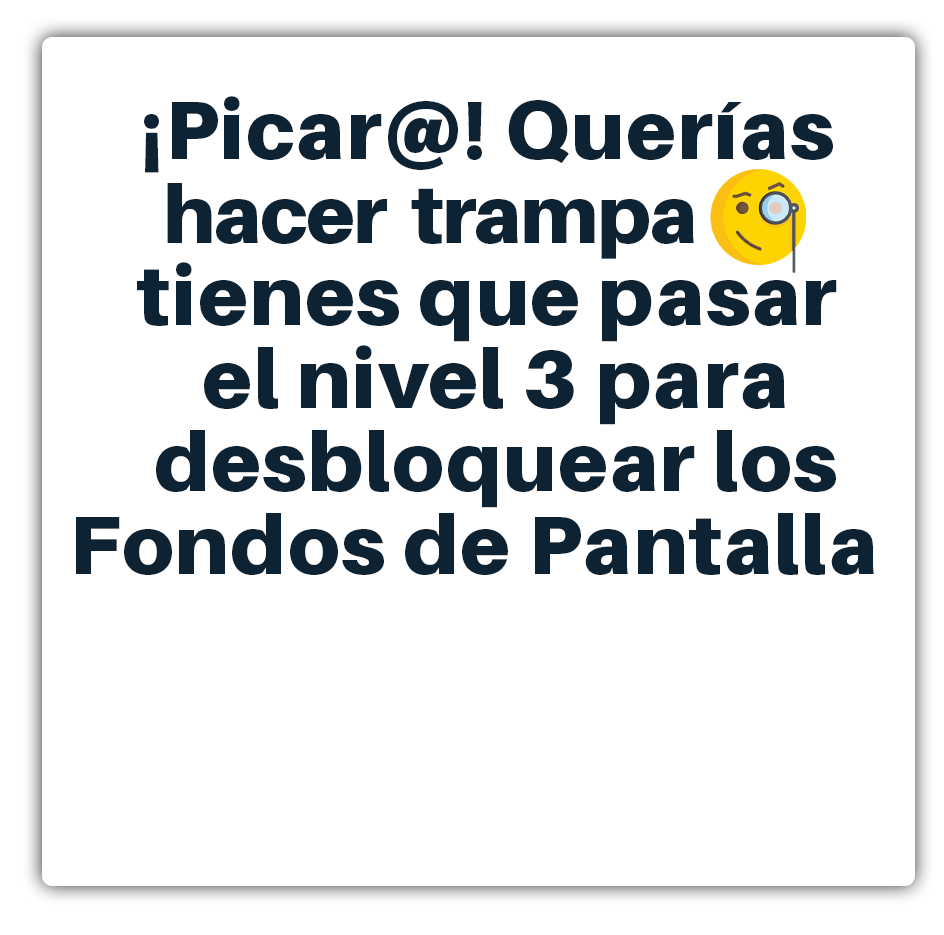 ¡Picar@! Querías
hacer trampa 🧐
tienes que pasar
el nivel 3 para
desbloquear los
Fondos de Pantalla